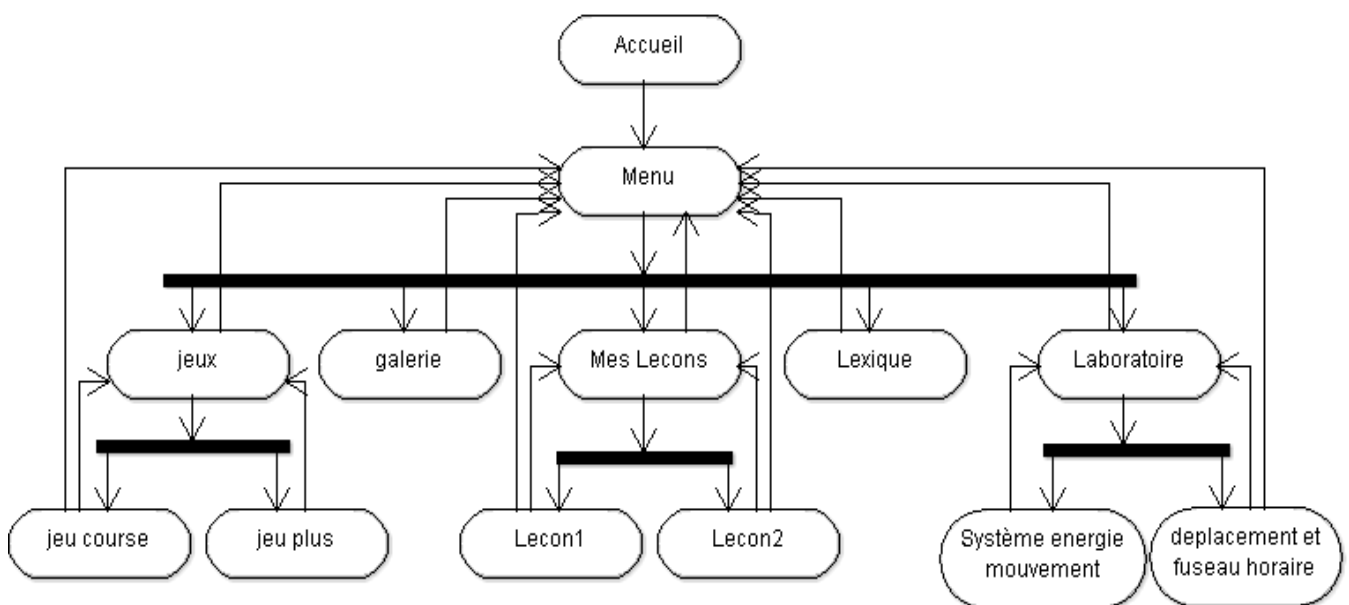 Accueil
Menu
jeux
galerie
Mes Lecons
Lexique
Laboratoire
jeu course
jeu plus
Lecon1
Lecon2
Système energie
mouvement
deplacement et
fuseau horaire